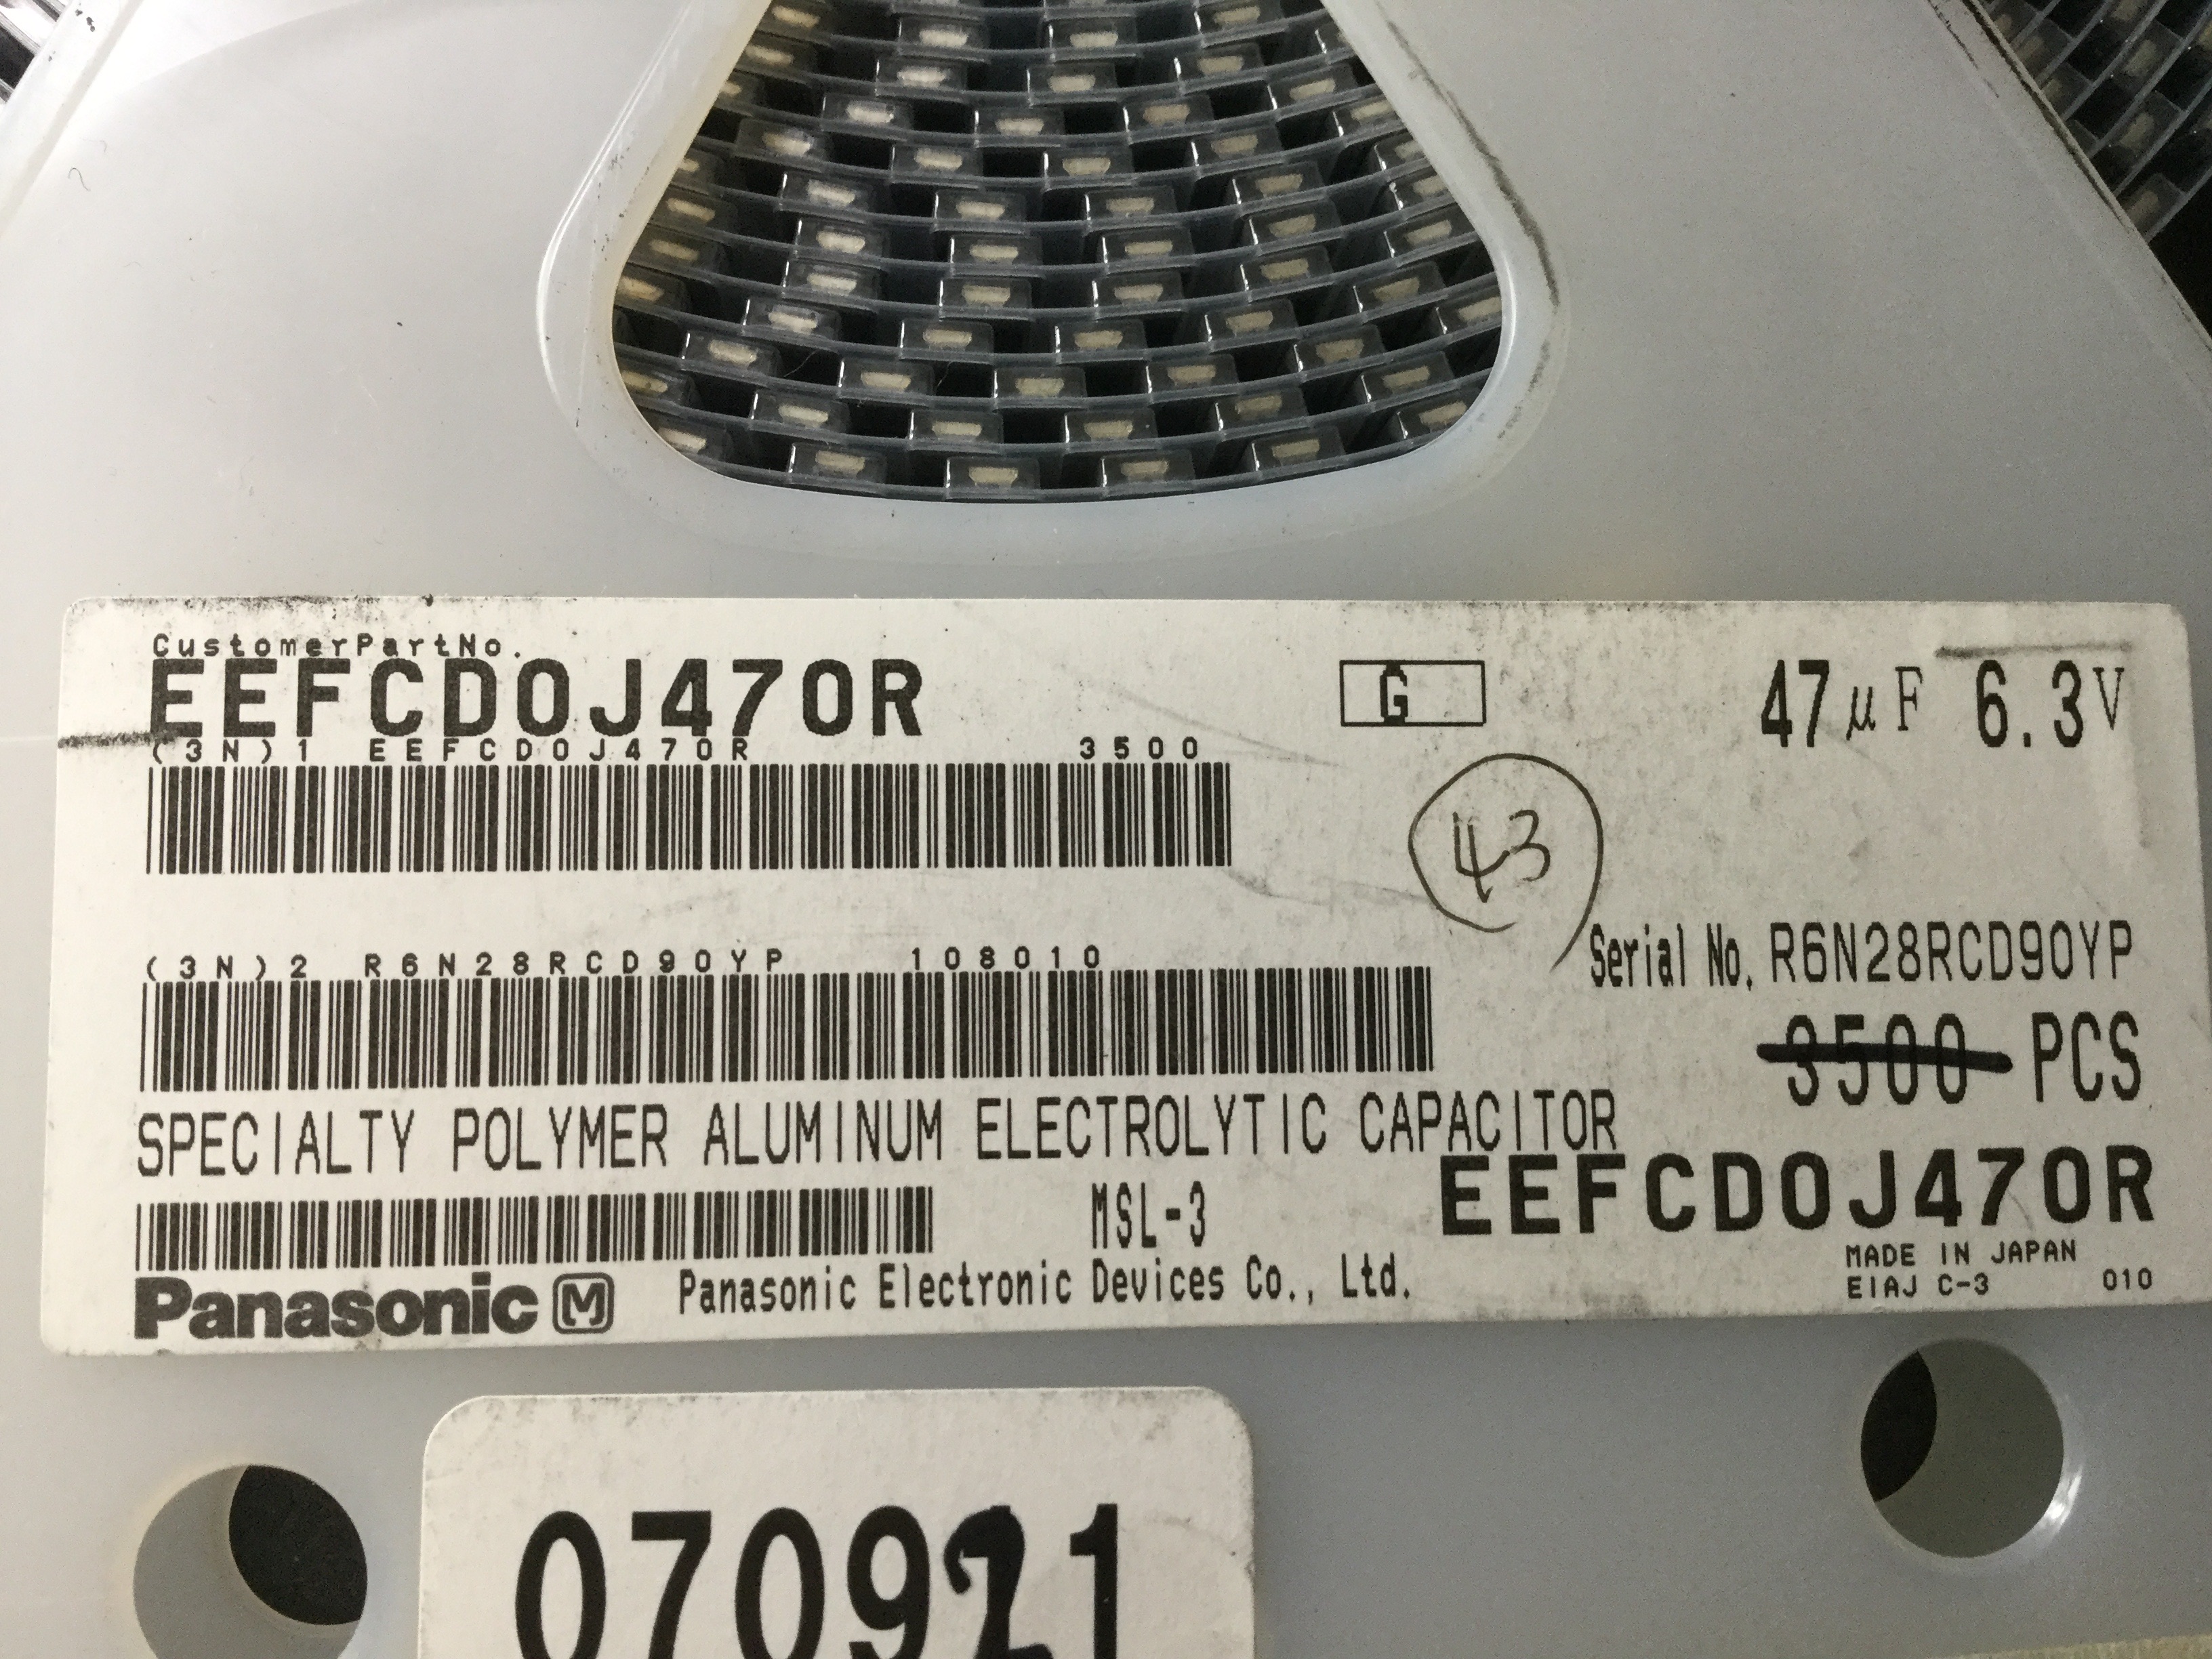 CustomerPartNo.
EEFCD0J470R
G
47μF 6.3V
(3N)1 EEFCD0J470R 3500
43
(3N)2 R6N28RCD90YP 108010
Serial No. R6N28RCD90YP
3500 PCS
SPECIALTY POLYMER ALUMINUM ELECTROLYTIC CAPACITOR
EEFCD0J470R
MSL-3
MADE IN JAPAN
EIAJ C-3 010
Panasonic M Panasonic Electronic Devices Co., Ltd.
070921